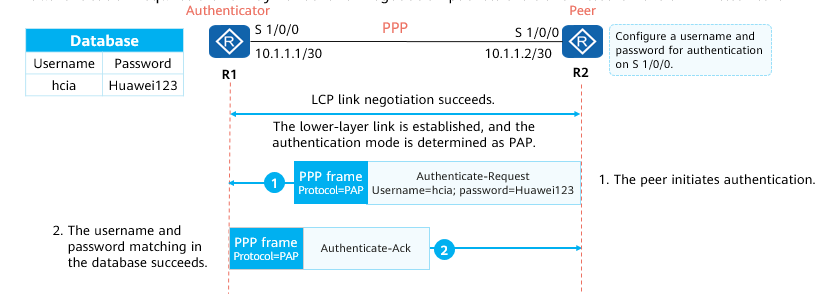 Authenticator
Peer
Database
Username Password
hcia Huawei123
S 1/0/0
PPP
S 1/0/0
10.1.1.1/30
10.1.1.2/30
R
R
R1
R2
Configure a username and
password for authentication
on S 1/0/0.
LCP link negotiation succeeds.
The lower-layer link is established, and the
authentication mode is determined as PAP.
1
PPP frame
Protocol=PAP
Authenticate-Request
Username=hcia; password=Huawei123
1. The peer initiates authentication.
2. The username and
password matching in
the database succeeds.
PPP frame
Protocol=PAP
Authenticate-Ack
2